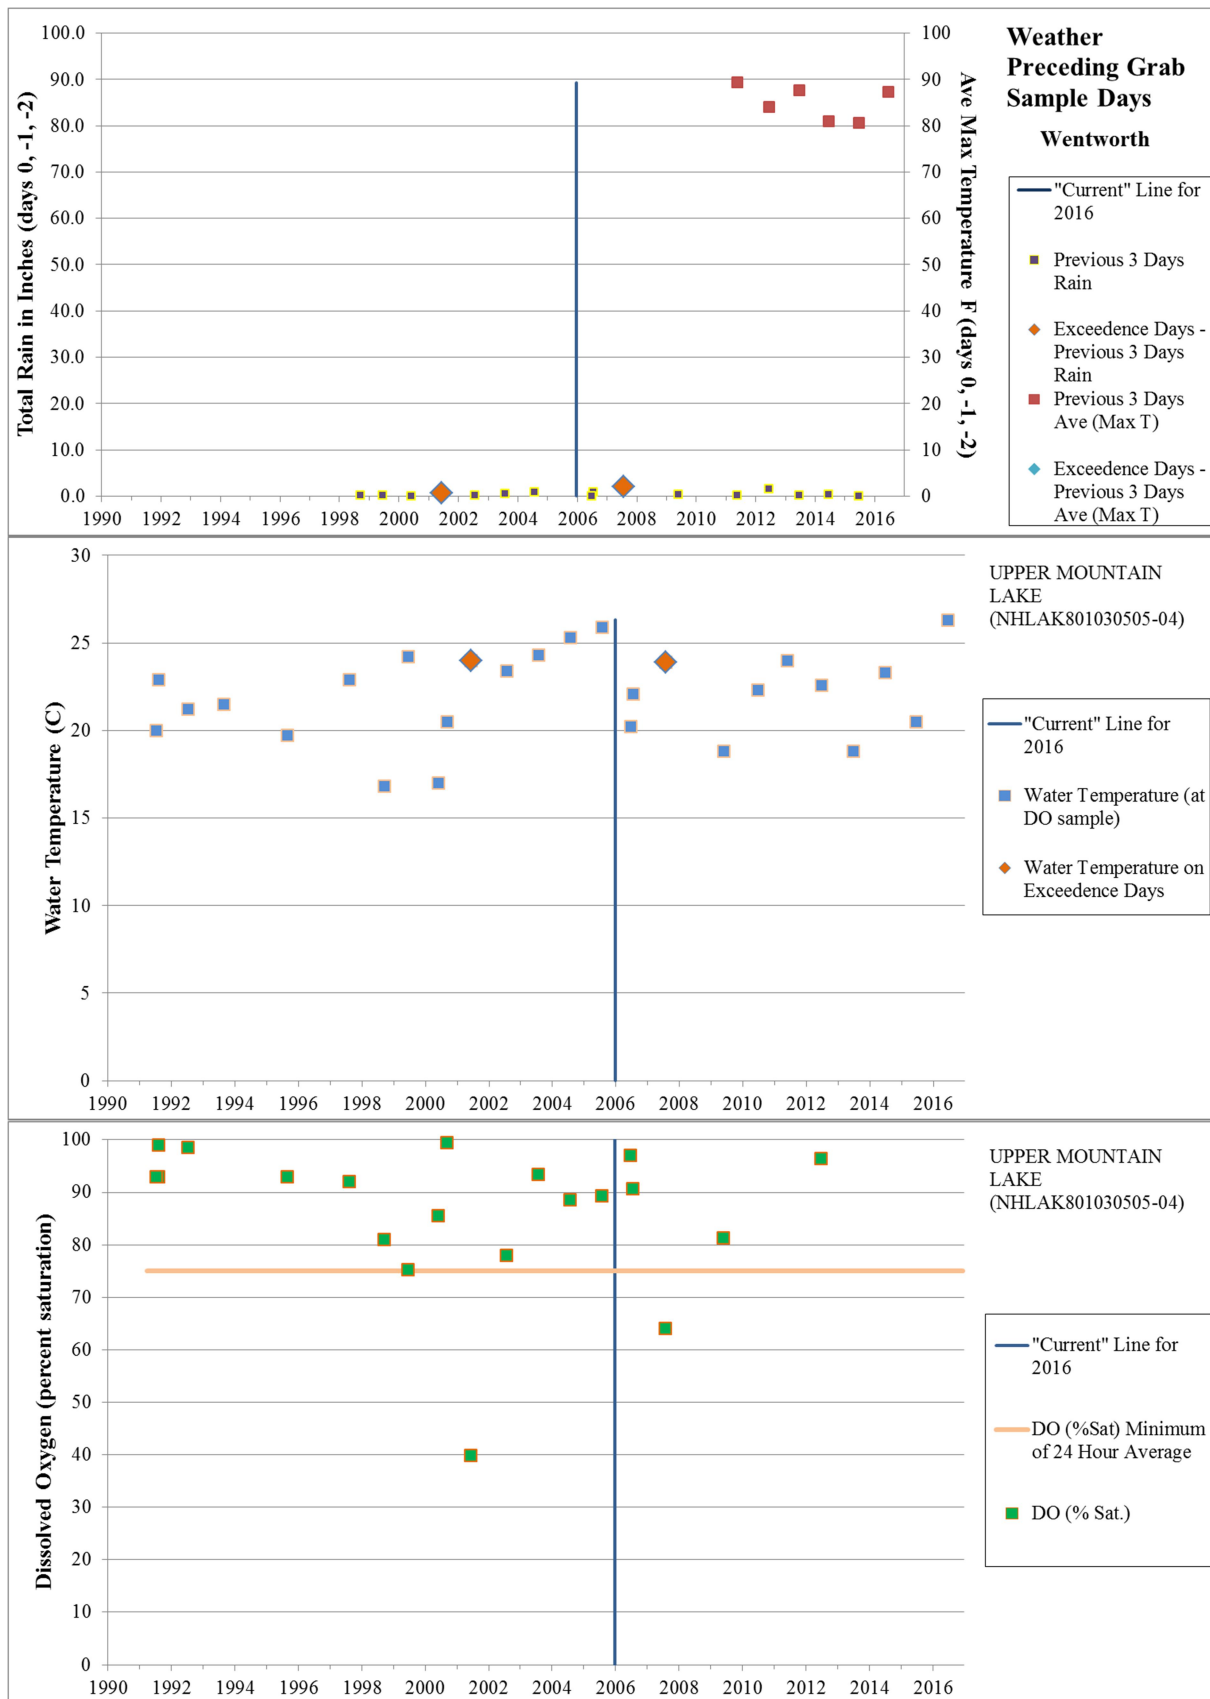 100.0
90.0
80.0
70.0
60.0
50.0
40.0
30.0
20.0
10.0
0.0
Total Rain in Inches (days 0, -1, -2)
1990 1992 1994 1996 1998 2000 2002 2004 2006 2008 2010 2012 2014 2016
100
90
80
70
60
50
40
30
20
10
0
Ave Max Temperature F (days 0, -1, -2)
Weather
Preceding Grab
Sample Days
Wentworth
"Current" Line for
2016
Previous 3 Days
Rain
Exceedence Days -
Previous 3 Days
Rain
Previous 3 Days
Ave (Max T)
Exceedence Days -
Previous 3 Days
Ave (Max T)
30
25
20
15
10
5
0
Water Temperature (C)
1990 1992 1994 1996 1998 2000 2002 2004 2006 2008 2010 2012 2014 2016
UPPER MOUNTAIN
LAKE
(NHLAK801030505-04)
"Current" Line for
2016
Water Temperature (at
DO sample)
Water Temperature on
Exceedence Days
100
90
80
70
60
50
40
30
20
10
0
Dissolved Oxygen (percent saturation)
1990 1992 1994 1996 1998 2000 2002 2004 2006 2008 2010 2012 2014 2016
UPPER MOUNTAIN
LAKE
(NHLAK801030505-04)
"Current" Line for
2016
DO (%Sat) Minimum
of 24 Hour Average
DO (% Sat.)